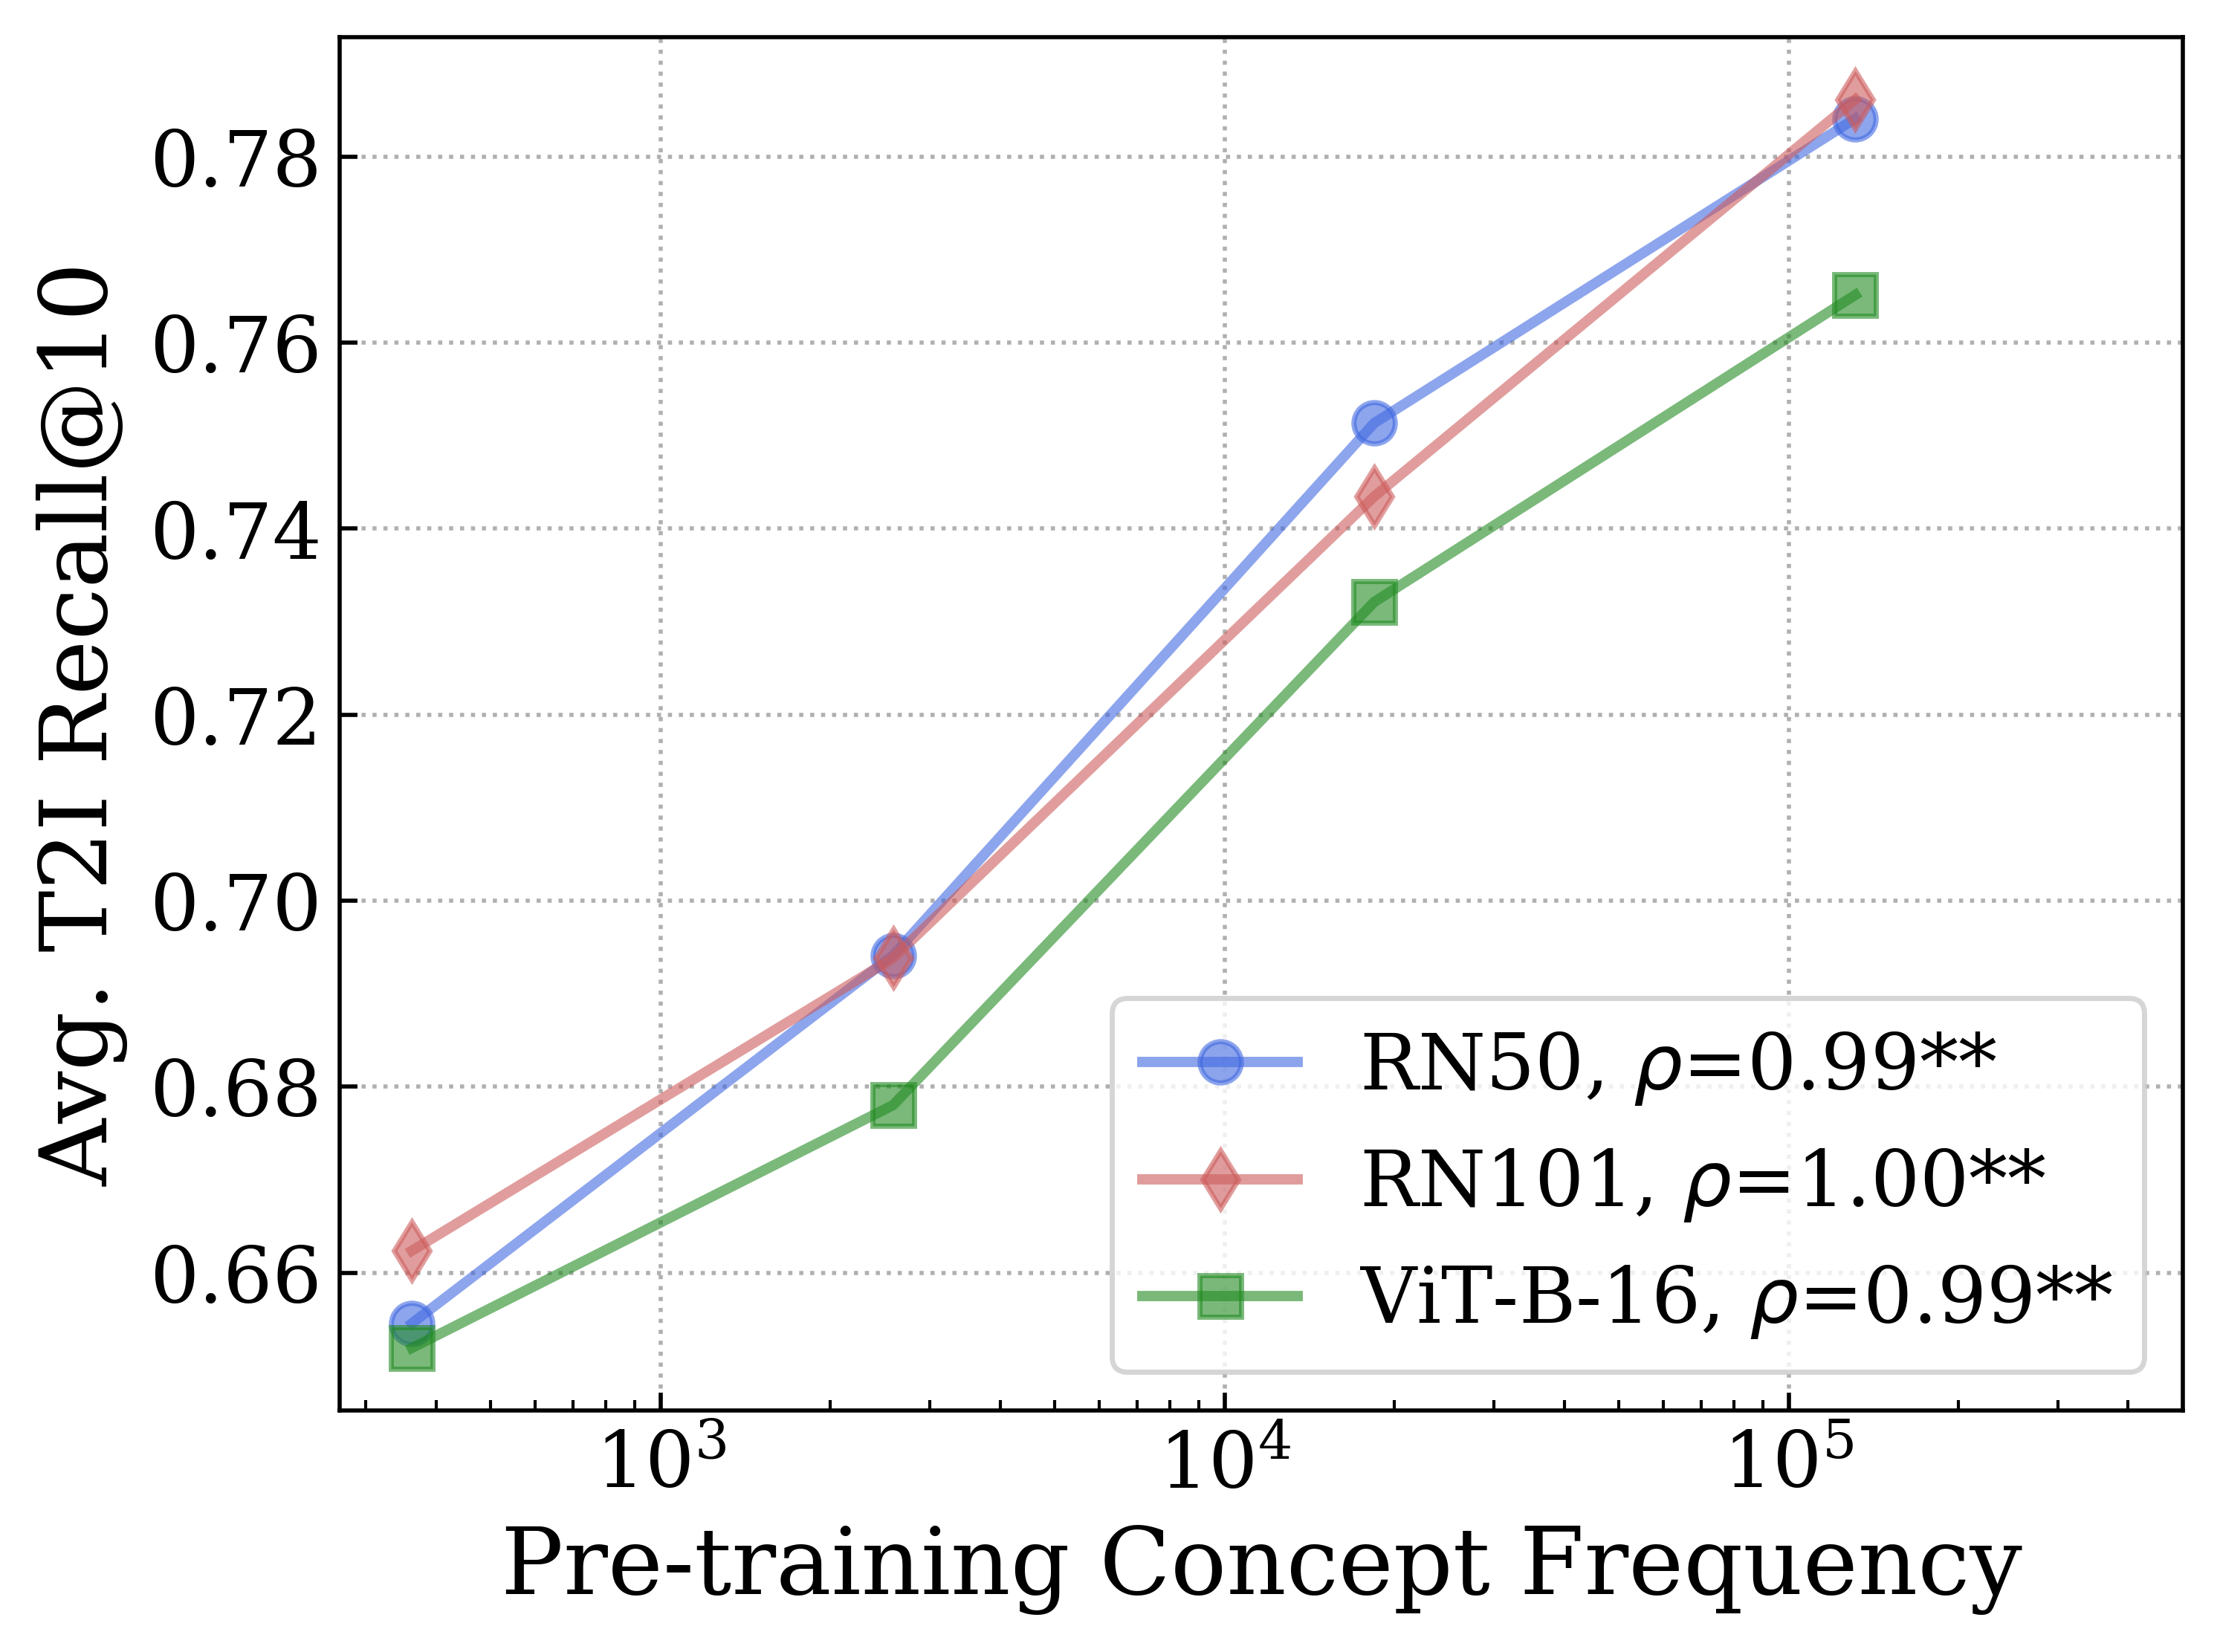 Avg. T2I Recall@10
0.78
0.76
0.74
0.72
0.70
0.68
0.66
RN50, ρ=0.99**
RN101, ρ=1.00**
ViT-B-16, ρ=0.99**
10³
10⁴
10⁵
Pre-training Concept Frequency